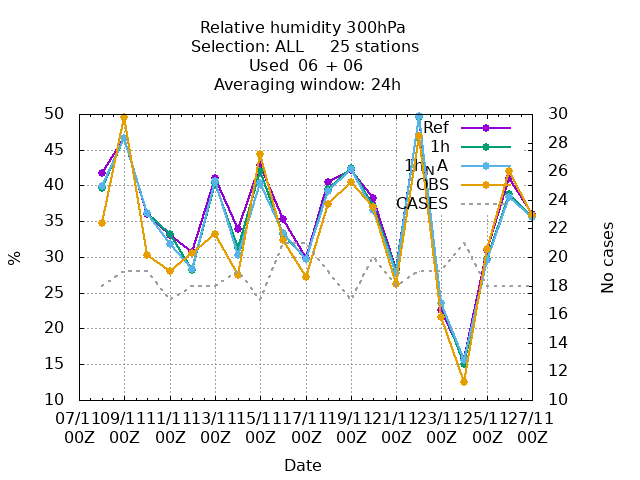 Relative humidity 300hPa
Selection: ALL 25 stations
Used 06 + 06
Averaging window: 24h
50 45 40 35 30 25 20 15 10
%
30 28 26 24 22 20 18 16 14 12 10
No cases
Ref
1h
1h_N_A
OBS
CASES
07/11 09/11 11/11 13/11 15/11 17/11 19/11 21/11 23/11 25/11 27/11
00Z 00Z 00Z 00Z 00Z 00Z 00Z 00Z 00Z 00Z 00Z
Date